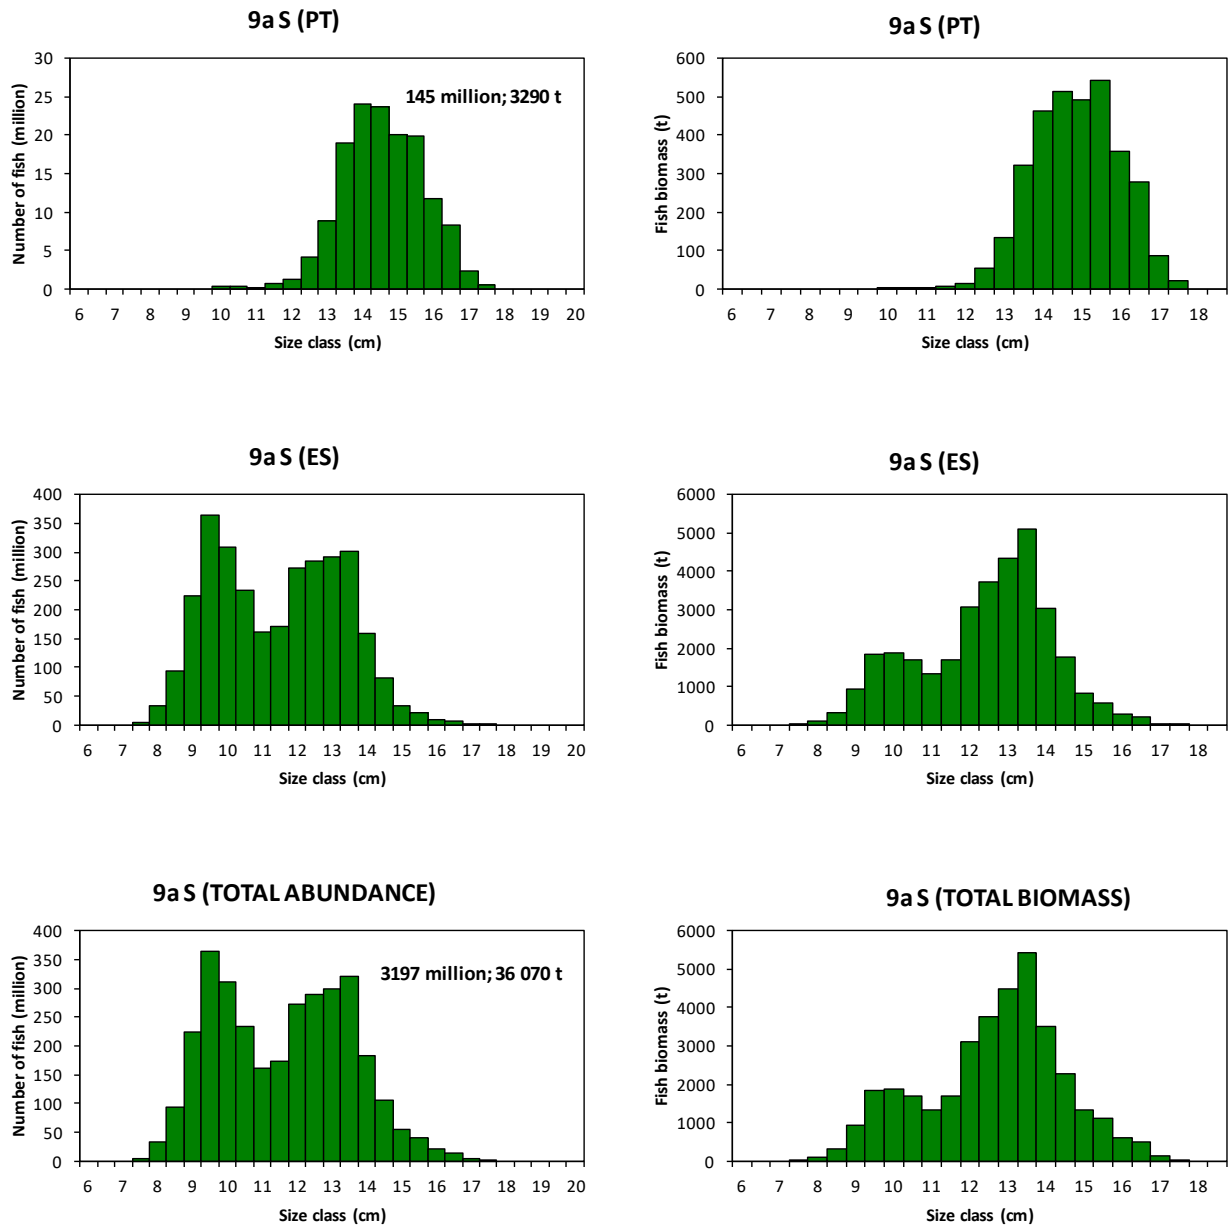 9a S (PT)
Number of fish (million)
30
25
20
15
10
5
0
145 million; 3290 t
6 7 8 9 10 11 12 13 14 15 16 17 18 19 20
Size class (cm)
9a S (PT)
Fish biomass (t)
600
500
400
300
200
100
0
6 7 8 9 10 11 12 13 14 15 16 17 18
Size class (cm)
9a S (ES)
Number of fish (million)
400
350
300
250
200
150
100
50
0
6 7 8 9 10 11 12 13 14 15 16 17 18 19 20
Size class (cm)
9a S (ES)
Fish biomass (t)
6000
5000
4000
3000
2000
1000
0
6 7 8 9 10 11 12 13 14 15 16 17 18
Size class (cm)
9a S (TOTAL ABUNDANCE)
Number of fish (million)
400
350
300
250
200
150
100
50
0
3197 million; 36 070 t
6 7 8 9 10 11 12 13 14 15 16 17 18 19 20
Size class (cm)
9a S (TOTAL BIOMASS)
Fish biomass (t)
6000
5000
4000
3000
2000
1000
0
6 7 8 9 10 11 12 13 14 15 16 17 18
Size class (cm)